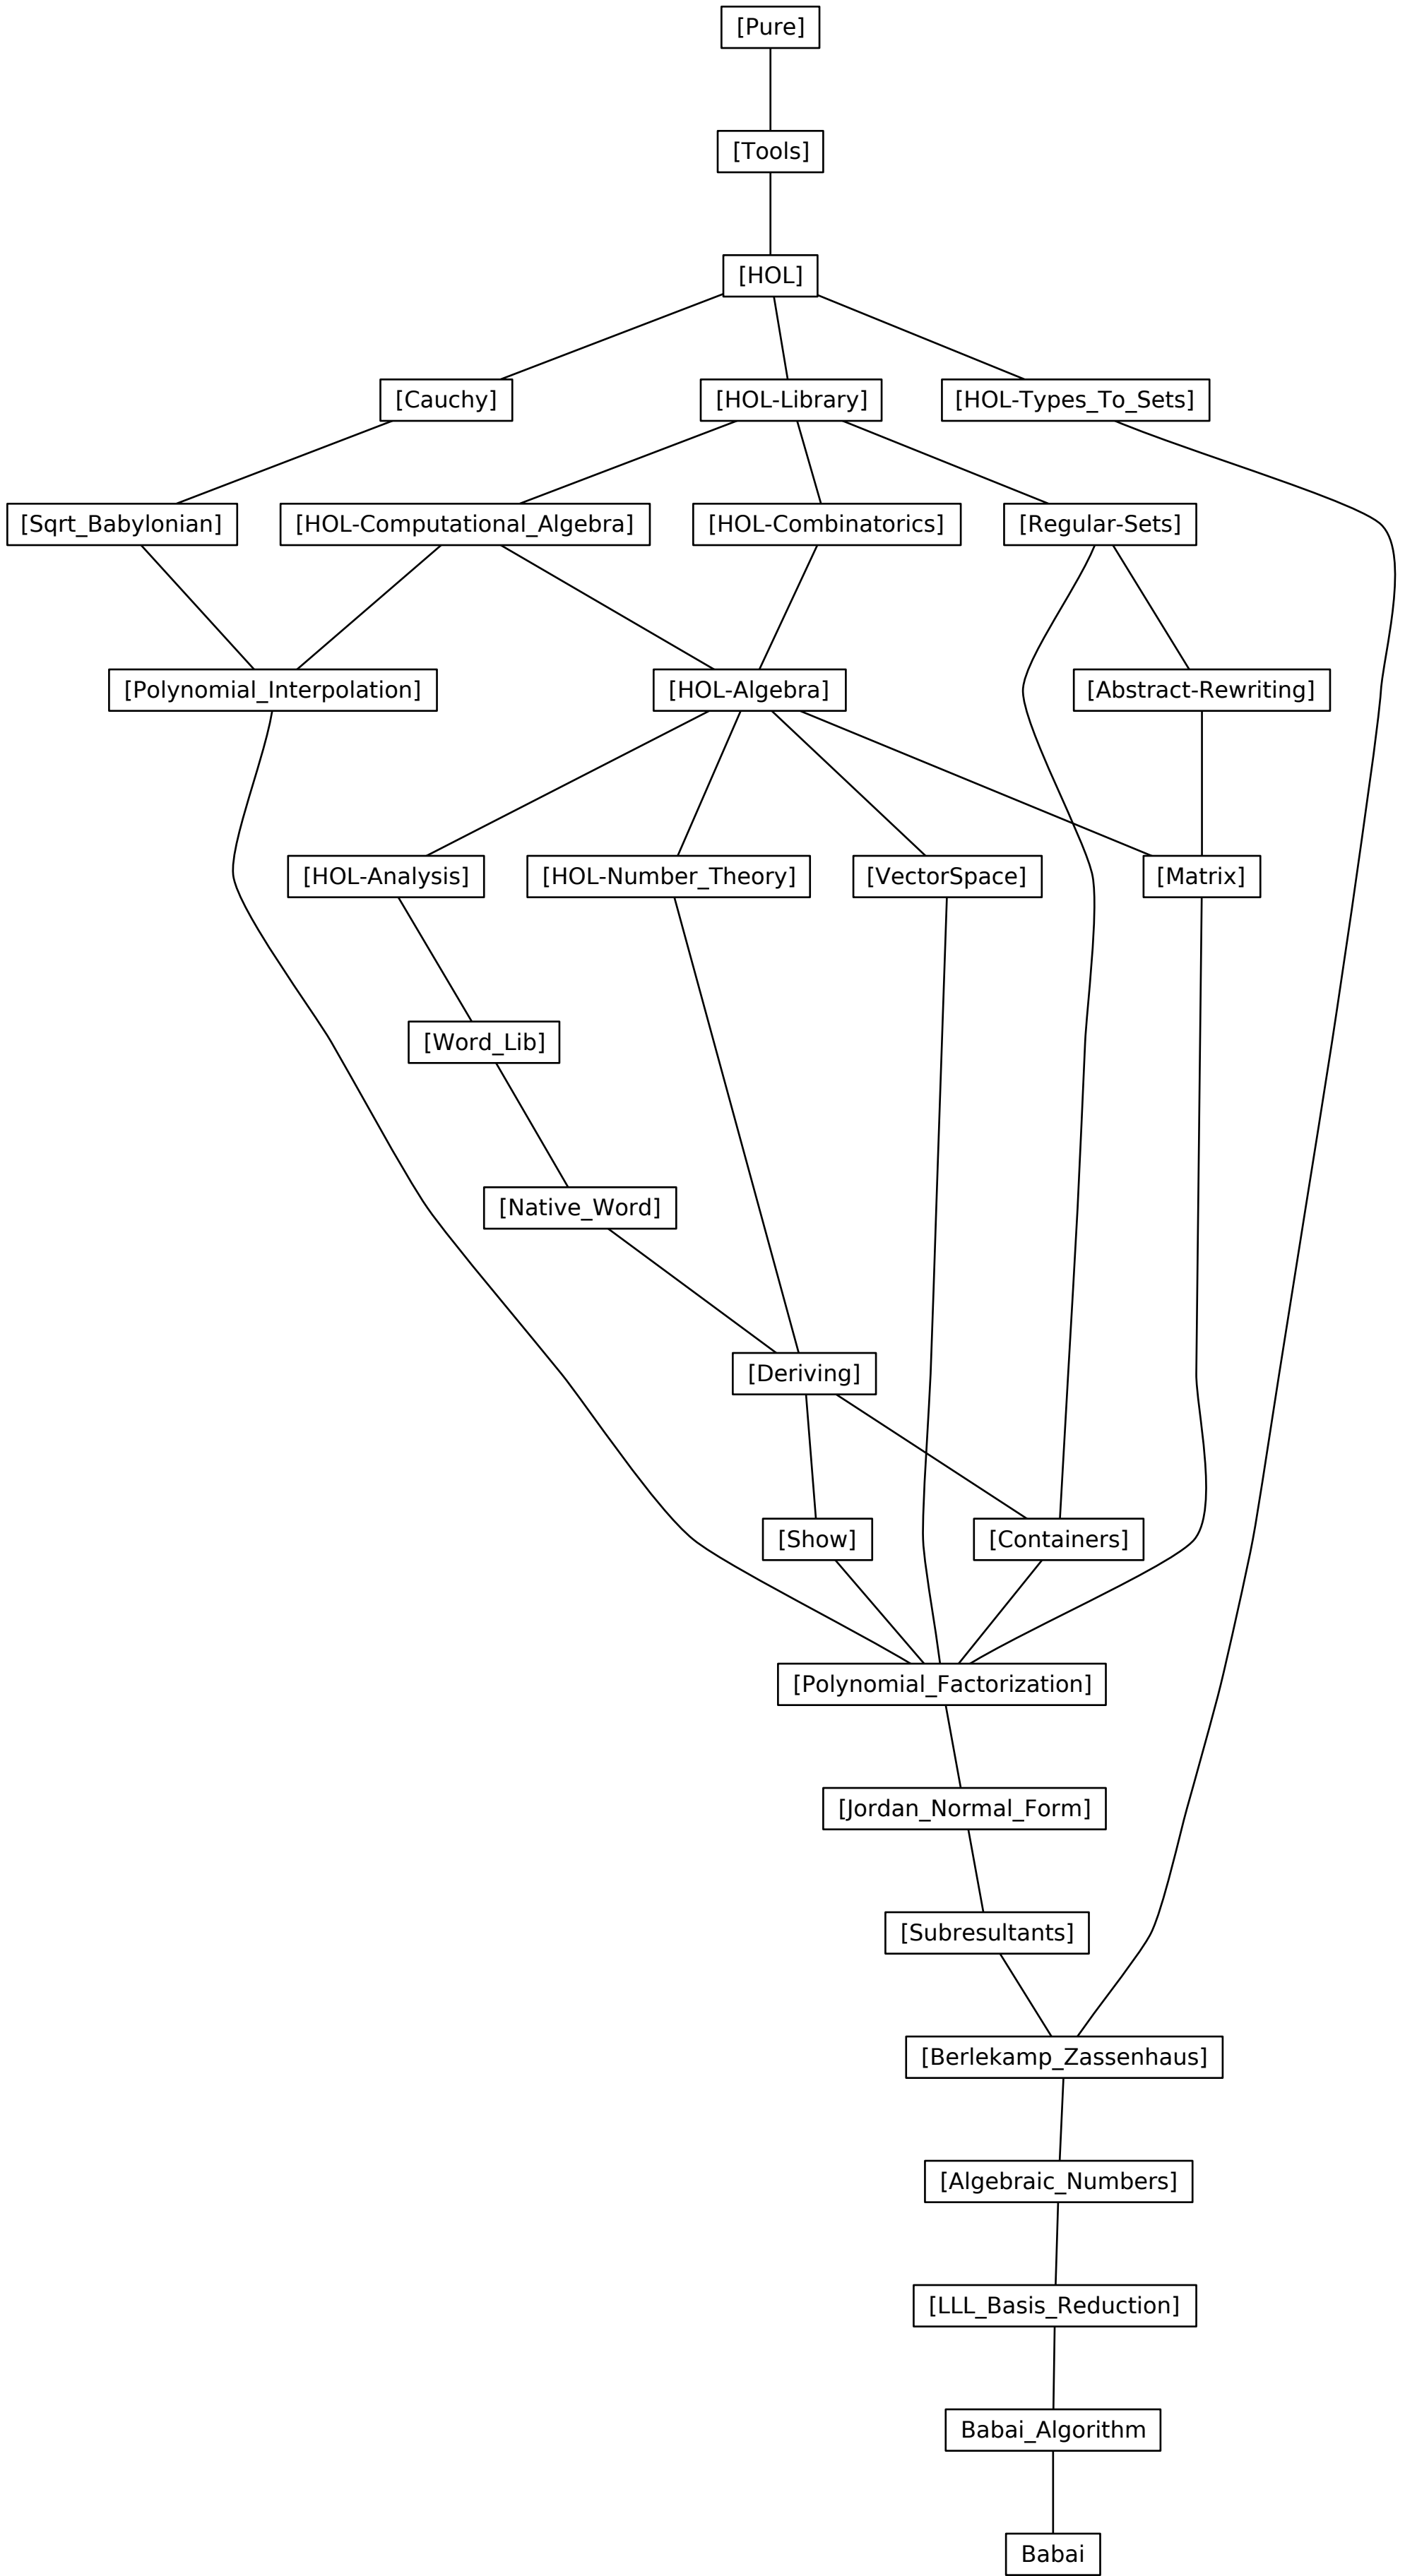 [Pure]
[Tools]
[HOL]
[Cauchy]
[HOL-Library]
[HOL-Types_To_Sets]
[Sqrt_Babylonian]
[HOL-Computational_Algebra]
[HOL-Combinatorics]
[Regular-Sets]
[Polynomial_Interpolation]
[HOL-Algebra]
[Abstract-Rewriting]
[HOL-Analysis]
[HOL-Number_Theory]
[VectorSpace]
[Matrix]
[Word_Lib]
[Native_Word]
[Deriving]
[Show]
[Containers]
[Polynomial_Factorization]
[Jordan_Normal_Form]
[Subresultants]
[Berlekamp_Zassenhaus]
[Algebraic_Numbers]
[LLL_Basis_Reduction]
Babai_Algorithm
Babai